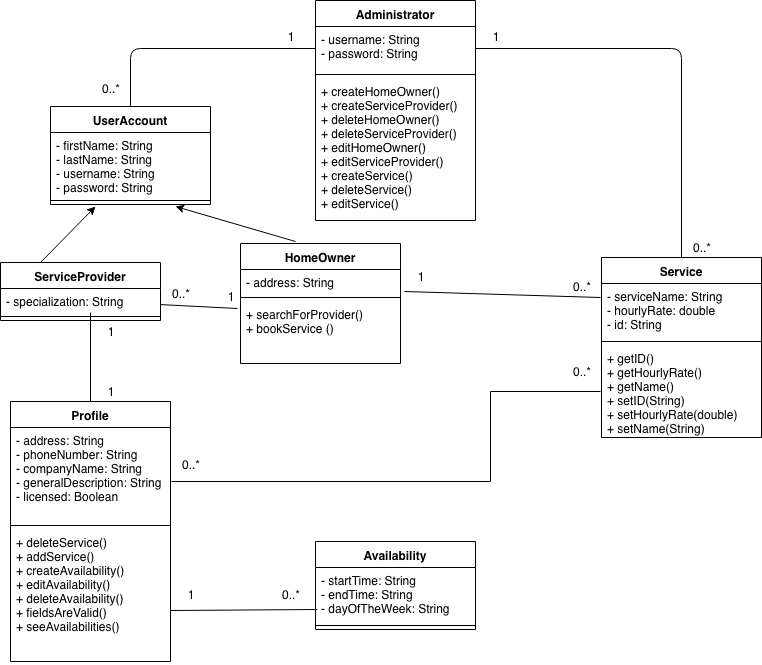 Administrator
- username: String
- password: String
+ createHomeOwner()
+ createServiceProvider()
+ deleteHomeOwner()
+ deleteServiceProvider()
+ editHomeOwner()
+ editServiceProvider()
+ createService()
+ deleteService()
+ editService()
1
1
0..*
0..*
UserAccount
- firstName: String
- lastName: String
- username: String
- password: String
ServiceProvider
- specialization: String
0..*
1
HomeOwner
- address: String
+ searchForProvider()
+ bookService ()
1
0..*
Service
- serviceName: String
- hourlyRate: double
- id: String
+ getID()
+ getHourlyRate()
+ getName()
+ setID(String)
+ setHourlyRate(double)
+ setName(String)
1
1
0..*
0..*
Profile
- address: String
- phoneNumber: String
- companyName: String
- generalDescription: String
- licensed: Boolean
+ deleteService()
+ addService()
+ createAvailability()
+ editAvailability()
+ deleteAvailability()
+ fieldsAreValid()
+ seeAvailabilities()
1
0..*
Availability
- startTime: String
- endTime: String
- dayOfTheWeek: String